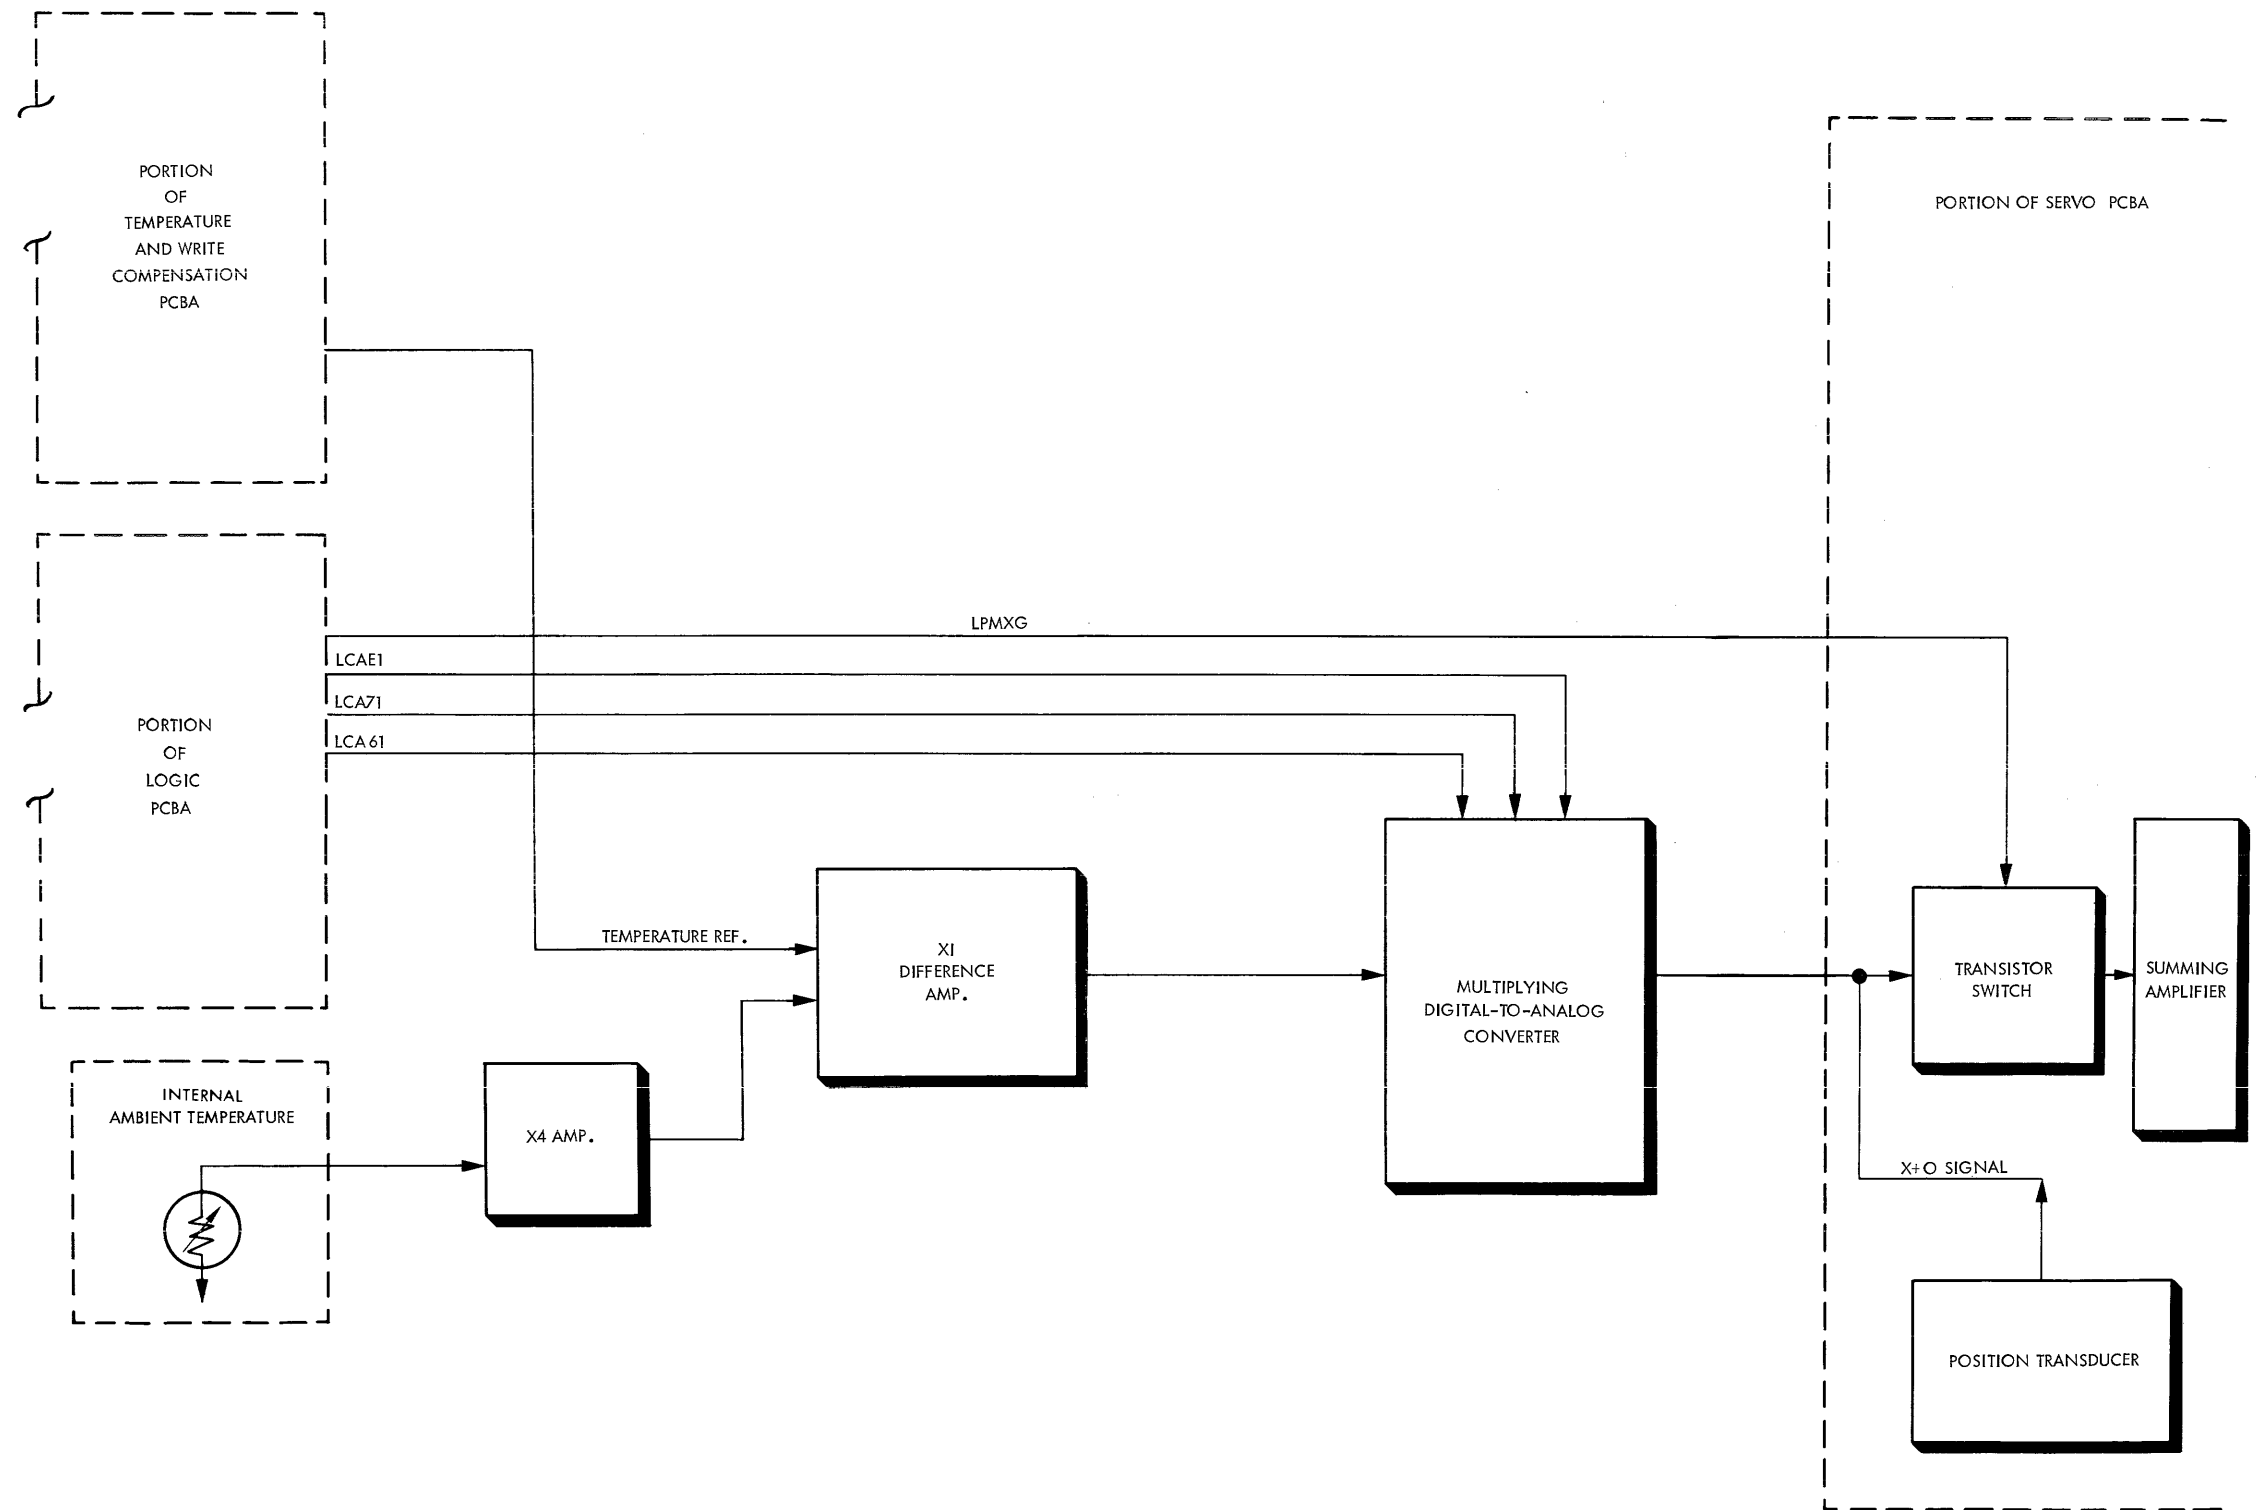 PORTION
OF
TEMPERATURE
AND WRITE
COMPENSATION
PCBA
PORTION OF SERVO PCBA
LPMXG
LCAE1
LCA71
LCA61
PORTION
OF
LOGIC
PCBA
TEMPERATURE REF.
X1
DIFFERENCE
AMP.
MULTIPLYING
DIGITAL-TO-ANALOG
CONVERTER
TRANSISTOR
SWITCH
SUMMING
AMPLIFIER
INTERNAL
AMBIENT TEMPERATURE
X4 AMP.
X+O SIGNAL
POSITION TRANSDUCER